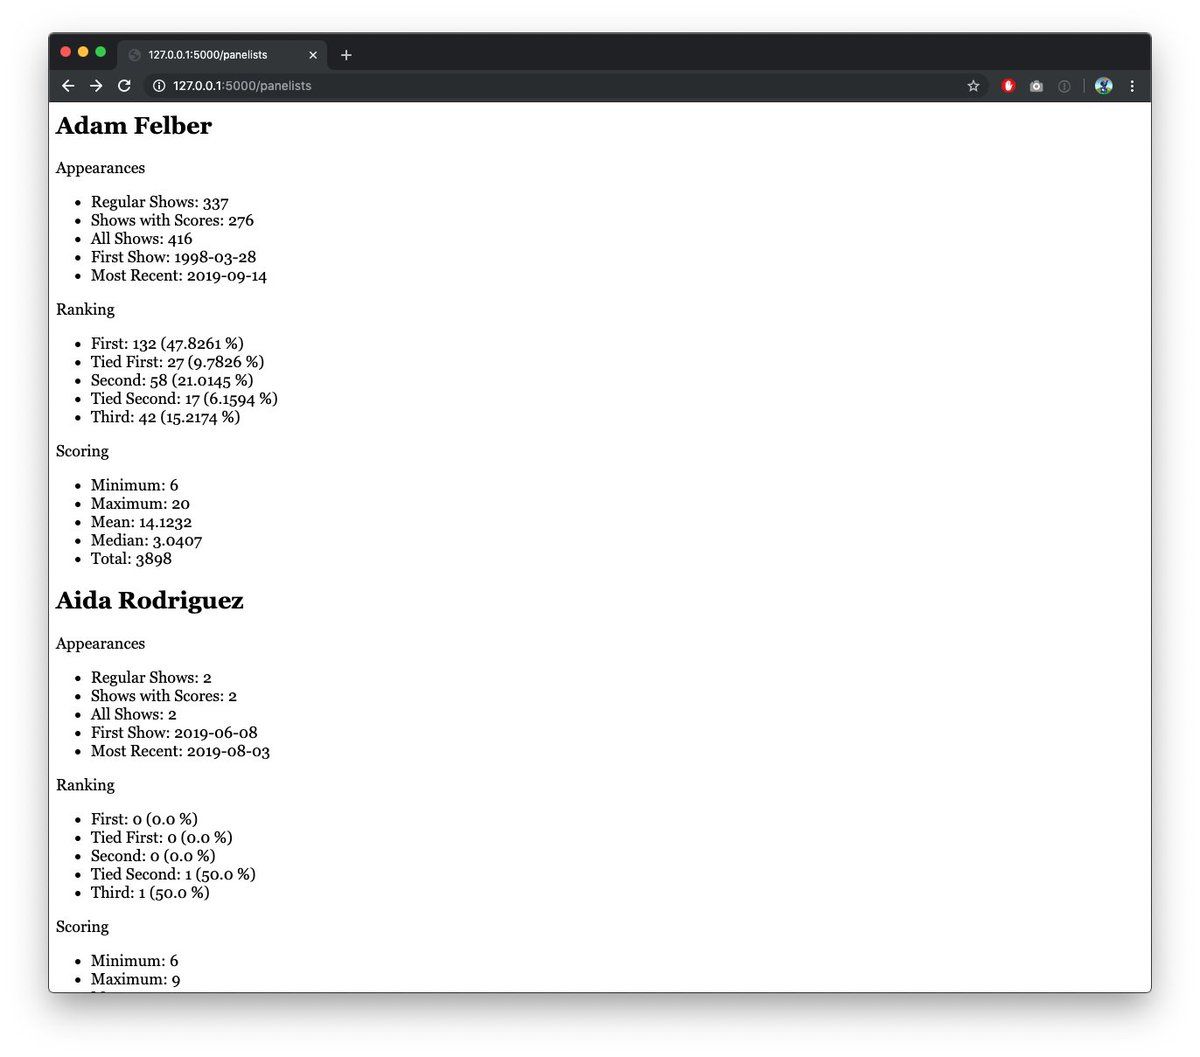 127.0.0.1:5000/panelists
127.0.0.1:5000/panelists
Adam Felber
Appearances
Regular Shows: 337
Shows with Scores: 276
All Shows: 416
First Show: 1998-03-28
Most Recent: 2019-09-14
Ranking
First: 132 (47.8261 %)
Tied First: 27 (9.7826 %)
Second: 58 (21.0145 %)
Tied Second: 17 (6.1594 %)
Third: 42 (15.2174 %)
Scoring
Minimum: 6
Maximum: 20
Mean: 14.1232
Median: 3.0407
Total: 3898
Aida Rodriguez
Appearances
Regular Shows: 2
Shows with Scores: 2
All Shows: 2
First Show: 2019-06-08
Most Recent: 2019-08-03
Ranking
First: 0 (0.0 %)
Tied First: 0 (0.0 %)
Second: 0 (0.0 %)
Tied Second: 1 (50.0 %)
Third: 1 (50.0 %)
Scoring
Minimum: 6
Maximum: 9